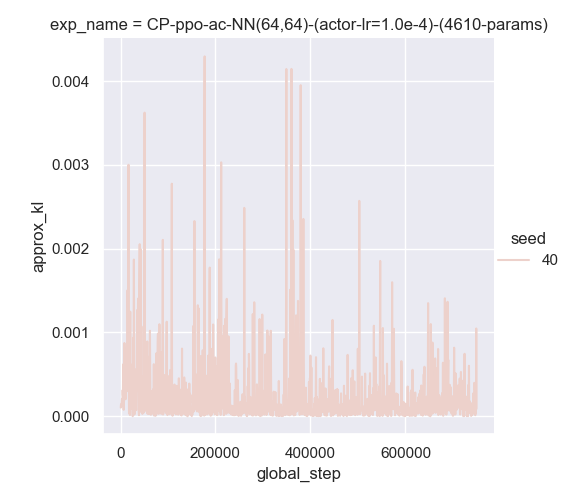 exp_name = CP-ppo-ac-NN(64,64)-(actor-lr=1.0e-4)-(4610-params)
0.004
0.003
0.002
0.001
0.000
approx_kl
seed
40
0
200000
400000
600000
global_step